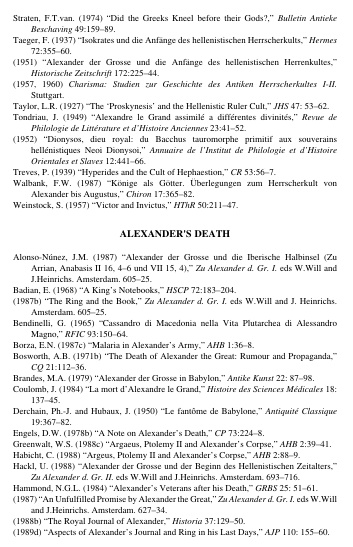 Straten, F.T.van. (1974) “Did the Greeks Kneel before their Gods?,” Bulletin Antieke
Beschaving 49:159–89.
Taeger, F. (1937) “Isokrates und die Anfänge des hellenistischen Herrscherkults,” Hermes
72:355–60.
(1951) “Alexander der Grosse und die Anfänge des hellenistischen Herrenkultes,”
Historische Zeitschrift 172:225–44.
(1957, 1960) Charisma: Studien zur Geschichte des Antiken Herrscherkultes I-II.
Stuttgart.
Taylor, L.R. (1927) “The ‘Proskynesis’ and the Hellenistic Ruler Cult,” JHS 47: 53–62.
Tondriau, J. (1949) “Alexandre le Grand assimilé a différentes divinités,” Revue de
Philologie de Littérature et d’Histoire Anciennes 23:41–52.
(1952) “Dionysos, dieu royal: du Bacchus tauromorphe primitif aux souverains
hellénistiques Neoi Dionysoi,” Annuaire de l’Institut de Philologie et d’Histoire
Orientales et Slaves 12:441–66.
Treves, P. (1939) “Hyperides and the Cult of Hephaestion,” CR 53:56–7.
Walbank, F.W. (1987) “Könige als Götter. Überlegungen zum Herrscherkult von
Alexander bis Augustus,” Chiron 17:365–82.
Weinstock, S. (1957) “Victor and Invictus,” HThR 50:211–47.
ALEXANDER'S DEATH
Alonso-Núnez, J.M. (1987) “Alexander der Grosse und die Iberische Halbinsel (Zu
Arrian, Anabasis II 16, 4–6 und VII 15, 4),” Zu Alexander d. Gr. I. eds W.Will and
J.Heinrichs. Amsterdam. 605–25.
Badian, E. (1968) “A King’s Notebooks,” HSCP 72:183–204.
(1987b) “The Ring and the Book,” Zu Alexander d. Gr. I. eds W.Will and J. Heinrichs.
Amsterdam. 605–25.
Bendinelli, G. (1965) “Cassandro di Macedonia nella Vita Plutarchea di Alessandro
Magno,” RFIC 93:150–64.
Borza, E.N. (1987c) “Malaria in Alexander’s Army,” AHB 1:36–8.
Bosworth, A.B. (1971b) “The Death of Alexander the Great: Rumour and Propaganda,”
CQ 21:112–36.
Brandes, M.A. (1979) “Alexander der Grosse in Babylon,” Antike Kunst 22: 87–98.
Coulomb, J. (1984) “La mort d’Alexandre le Grand,” Histoire des Sciences Médicales 18:
137–45.
Derchain, Ph.-J. and Hubaux, J. (1950) “Le fantôme de Babylone,” Antiquité Classique
19:367–82.
Engels, D.W. (1978b) “A Note on Alexander’s Death,” CP 73:224–8.
Greenwalt, W.S. (1988c) “Argaeus, Ptolemy II and Alexander’s Corpse,” AHB 2:39–41.
Habicht, C. (1988) “Argeus, Ptolemy II and Alexander’s Corpse,” AHB 2:88–9.
Hackl, U. (1988) “Alexander der Grosse und der Beginn des Hellenistischen Zeitalters,”
Zu Alexander d. Gr. II. eds W.Will and J.Heinrichs. Amsterdam. 693–716.
Hammond, N.G.L. (1984) “Alexander’s Veterans after his Death,” GRBS 25: 51–61.
(1987) “An Unfulfilled Promise by Alexander the Great,” Zu Alexander d. Gr. I. eds W.Will
and J.Heinrichs. Amsterdam. 627–34.
(1988b) “The Royal Journal of Alexander,” Historia 37:129–50.
(1989d) “Aspects of Alexander’s Journal and Ring in his Last Days,” AJP 110: 155–60.